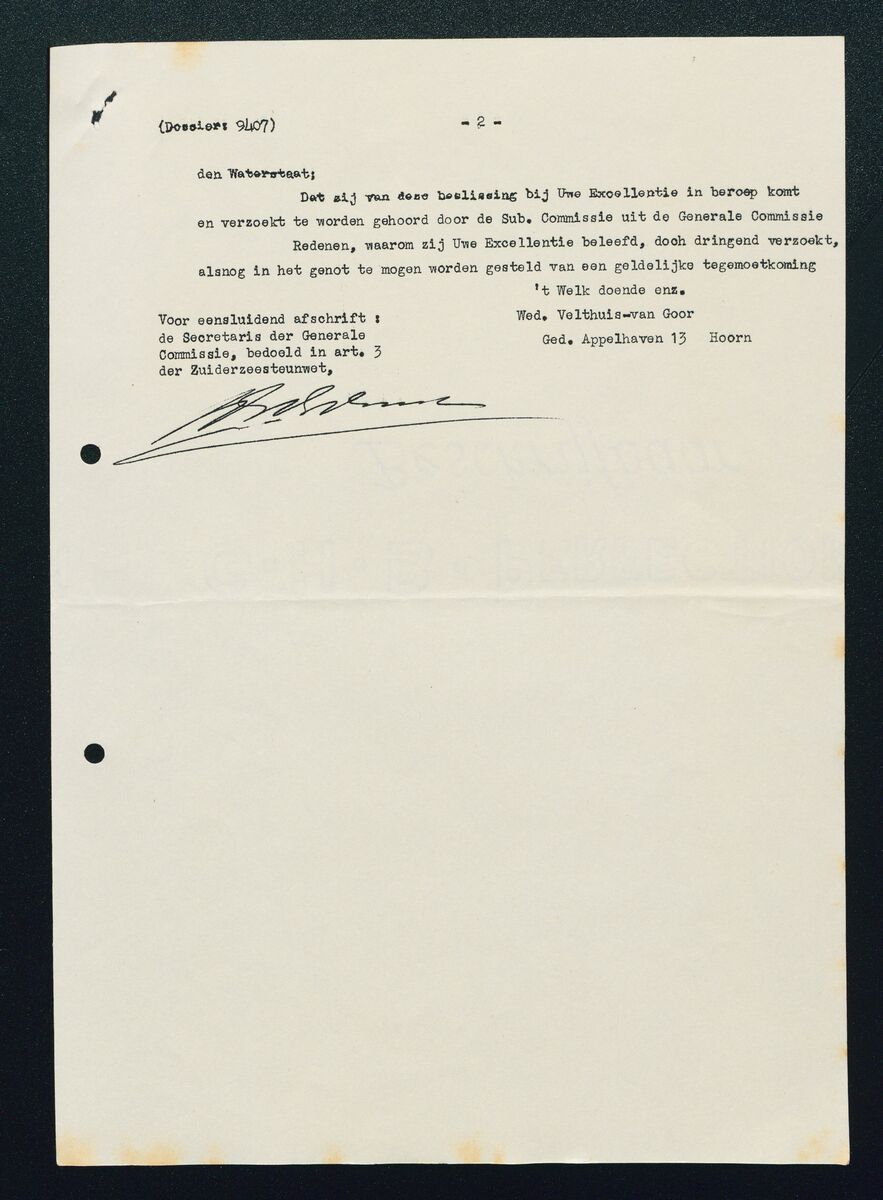 (Dossier: 9407)
- 2 -
den Waterstaat;
Dat zij van deze beslissing bij Uwe Excellentie in beroep komt
en verzoekt te worden gehoord door de Sub. Commissie uit de Generale Commissie
Redenen, waarom zij Uwe Excellentie beleefd, doch dringend verzoekt,
alsnog in het genot te mogen worden gesteld van een geldelijke tegemoetkoming
't Welk doende enz.
Wed. Velthuis-van Goor
Ged. Appelhaven 13 Hoorn
Voor eensluidend afschrift :
de Secretaris der Generale
Commissie, bedoeld in art. 3
der Zuiderzeesteunwet,